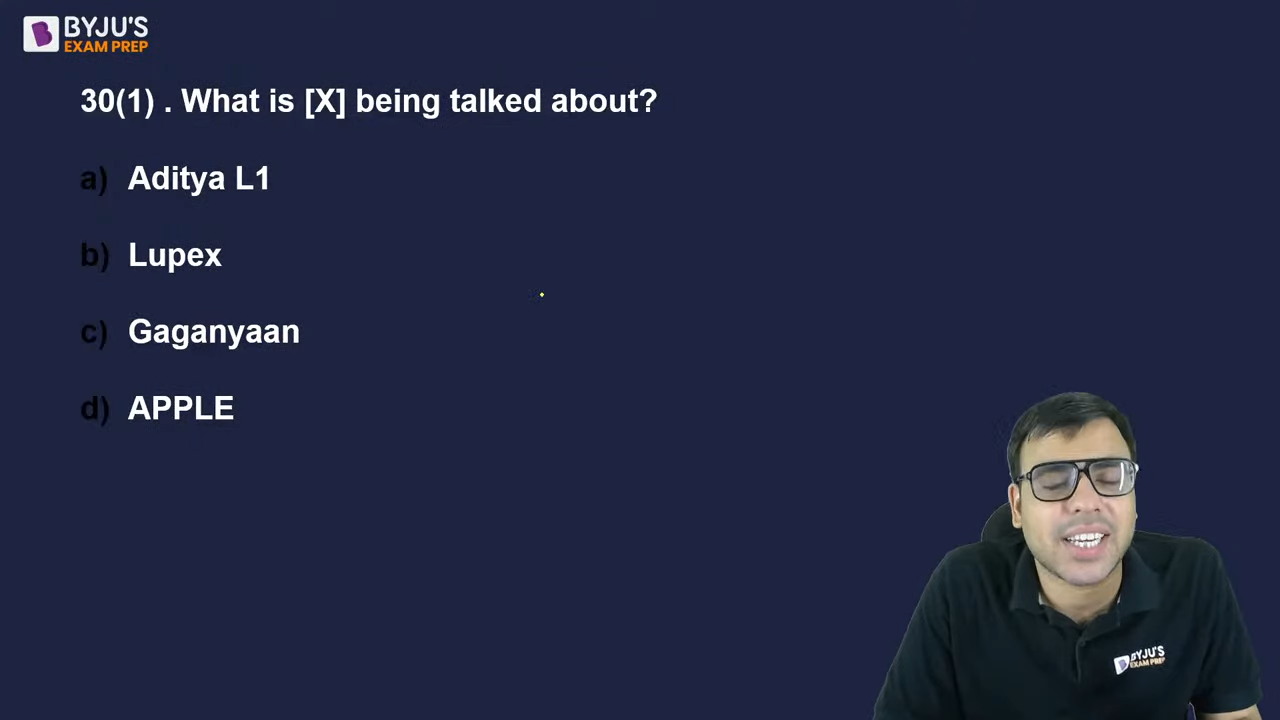 BYJU'S
EXAM PREP
30(1) . What is [X] being talked about?
a) Aditya L1
b) Lupex
c) Gaganyaan
d) APPLE
BYJU'S
EXAM PREP